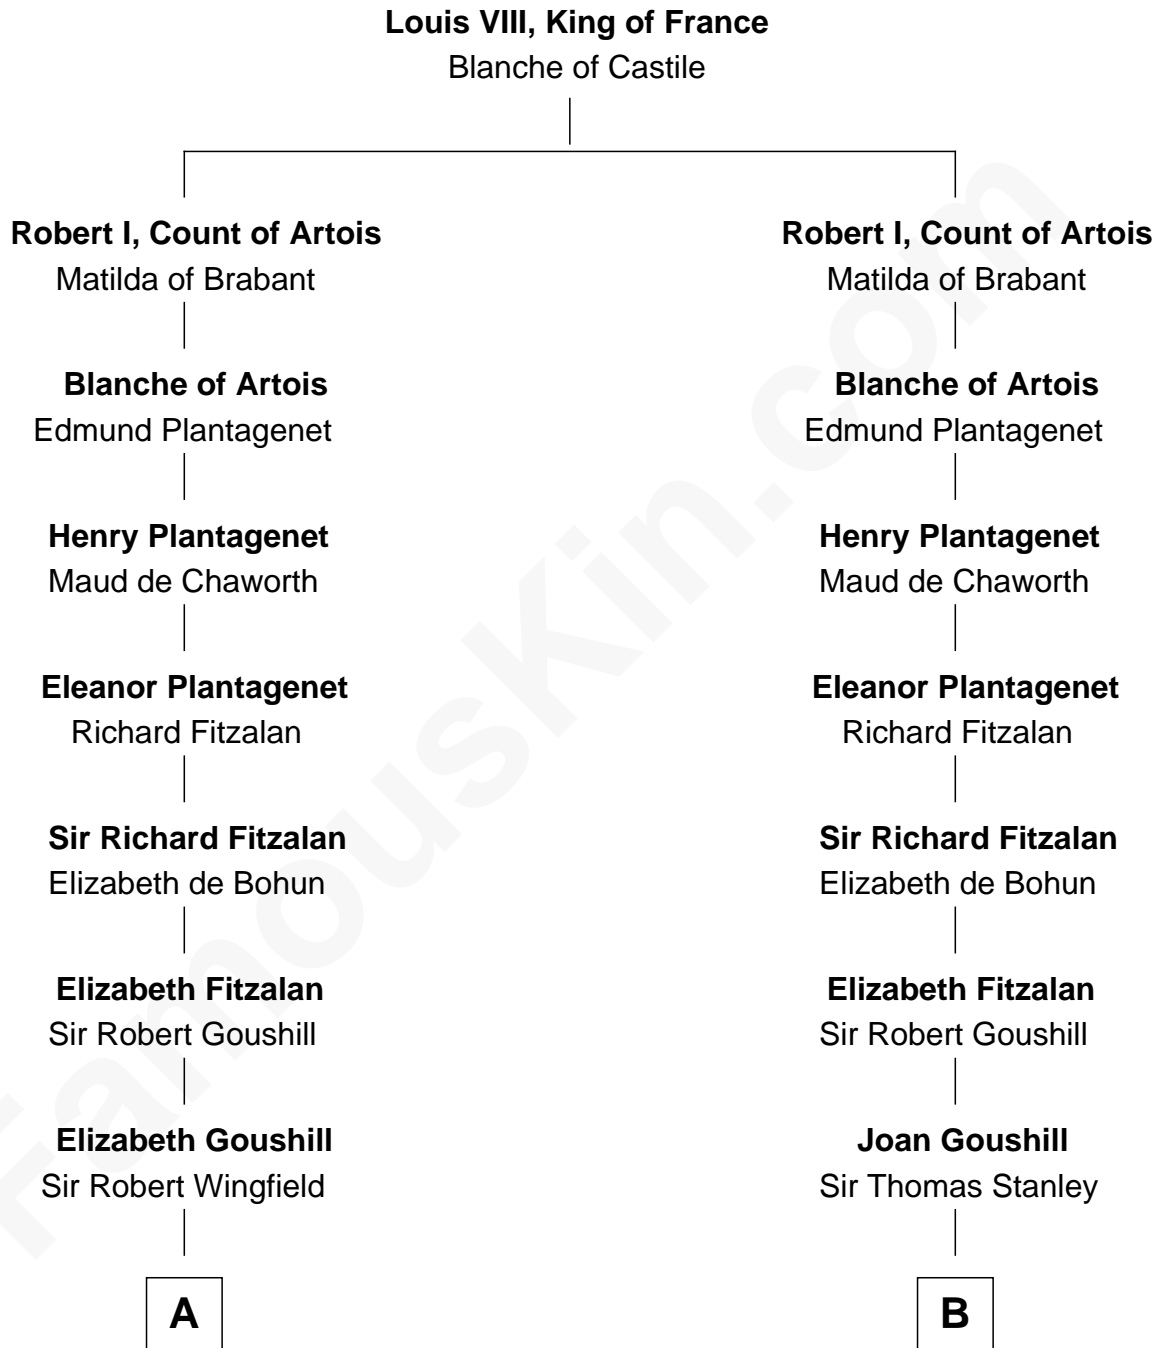 Louis VIII, King of France
Blanche of Castile
Robert I, Count of Artois
Matilda of Brabant
Blanche of Artois
Edmund Plantagenet
Henry Plantagenet
Maud de Chaworth
Eleanor Plantagenet
Richard Fitzalan
Sir Richard Fitzalan
Elizabeth de Bohun
Elizabeth Fitzalan
Sir Robert Goushill
Elizabeth Goushill
Sir Robert Wingfield
A
Robert I, Count of Artois
Matilda of Brabant
Blanche of Artois
Edmund Plantagenet
Henry Plantagenet
Maud de Chaworth
Eleanor Plantagenet
Richard Fitzalan
Sir Richard Fitzalan
Elizabeth de Bohun
Elizabeth Fitzalan
Sir Robert Goushill
Joan Goushill
Sir Thomas Stanley
B
FamousKin.com